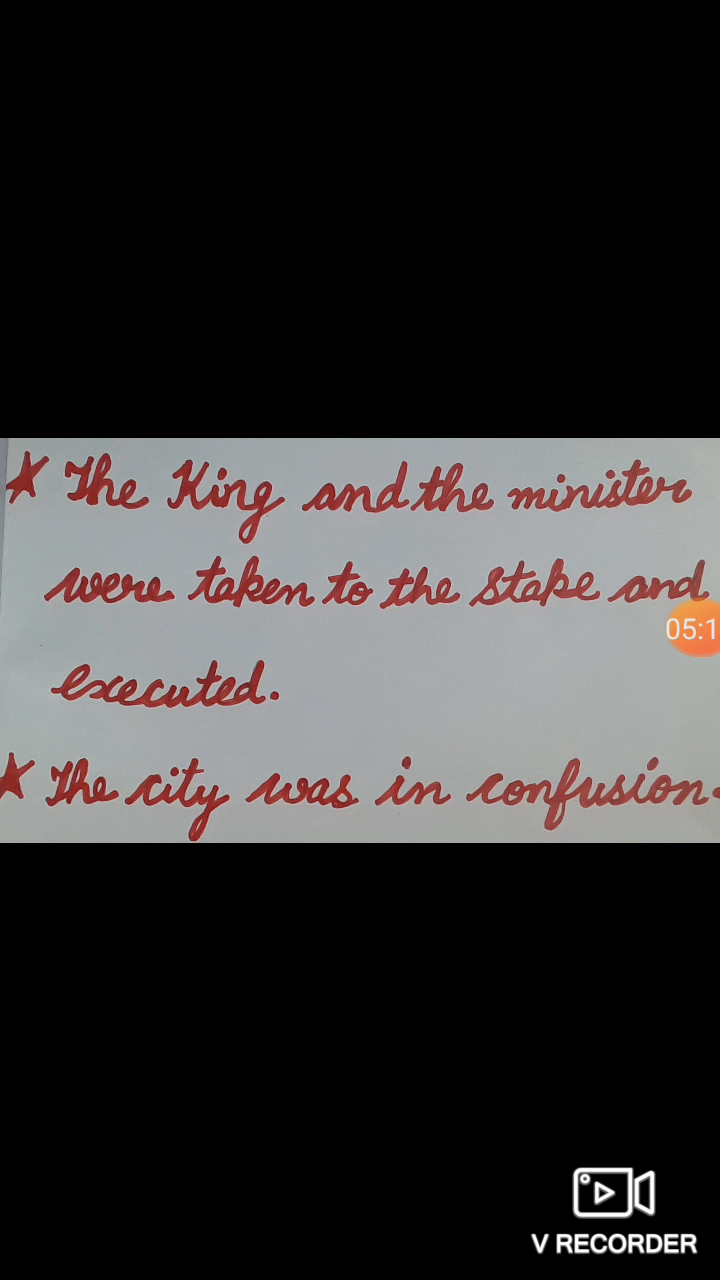 ★ The King and the minister
were taken to the stake and
05:1
executed.
★ The city was in confusion.
V RECORDER